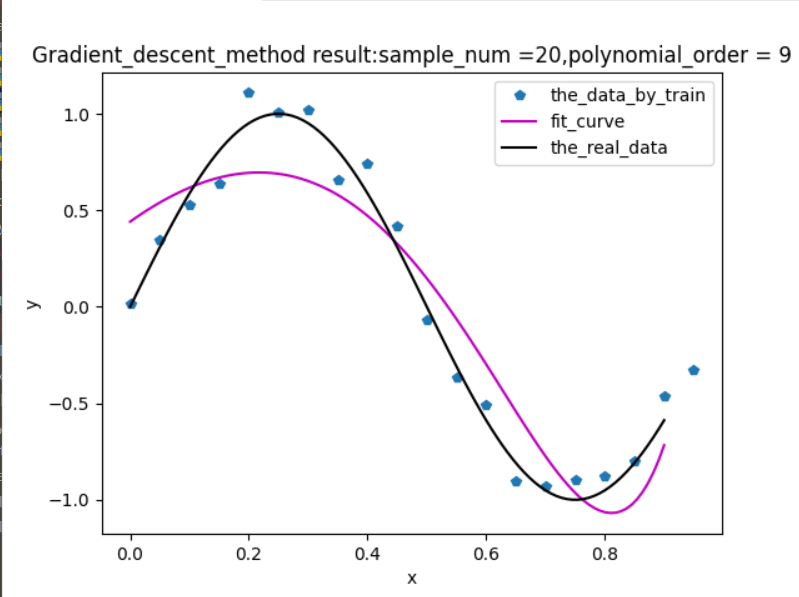 Gradient_descent_method result:sample_num =20,polynomial_order = 9
the_data_by_train
fit_curve
the_real_data
1.0
0.5
0.0
−0.5
−1.0
y
0.0 0.2 0.4 0.6 0.8
x